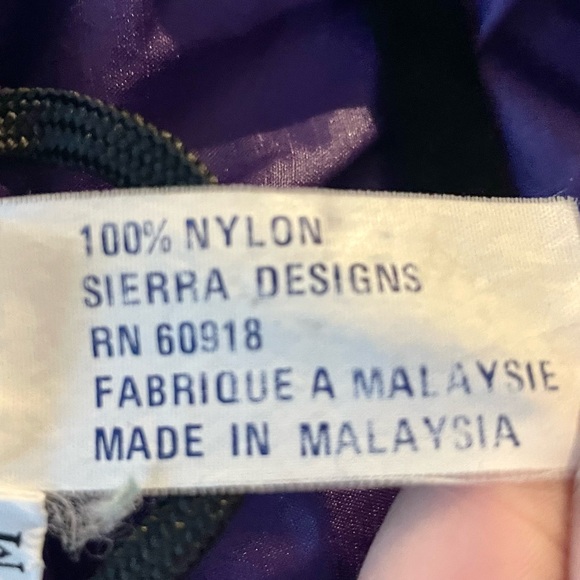 100% NYLON
SIERRA DESIGNS
RN 60918
FABRIQUE A MALAYSIE
MADE IN MALAYSIA
M